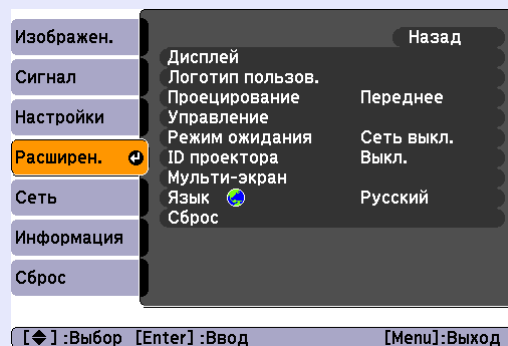 Изображен.
Сигнал
Настройки
Расширен.
Сеть
Информация
Сброс
Назад
Дисплей
Логотип пользов.
Проецирование Переднее
Управление
Режим ожидания Сеть выкл.
ID проектора Выкл.
Мульти-экран
Язык Русский
Сброс
[◆] :Выбор [Enter] :Ввод [Menu]:Выход